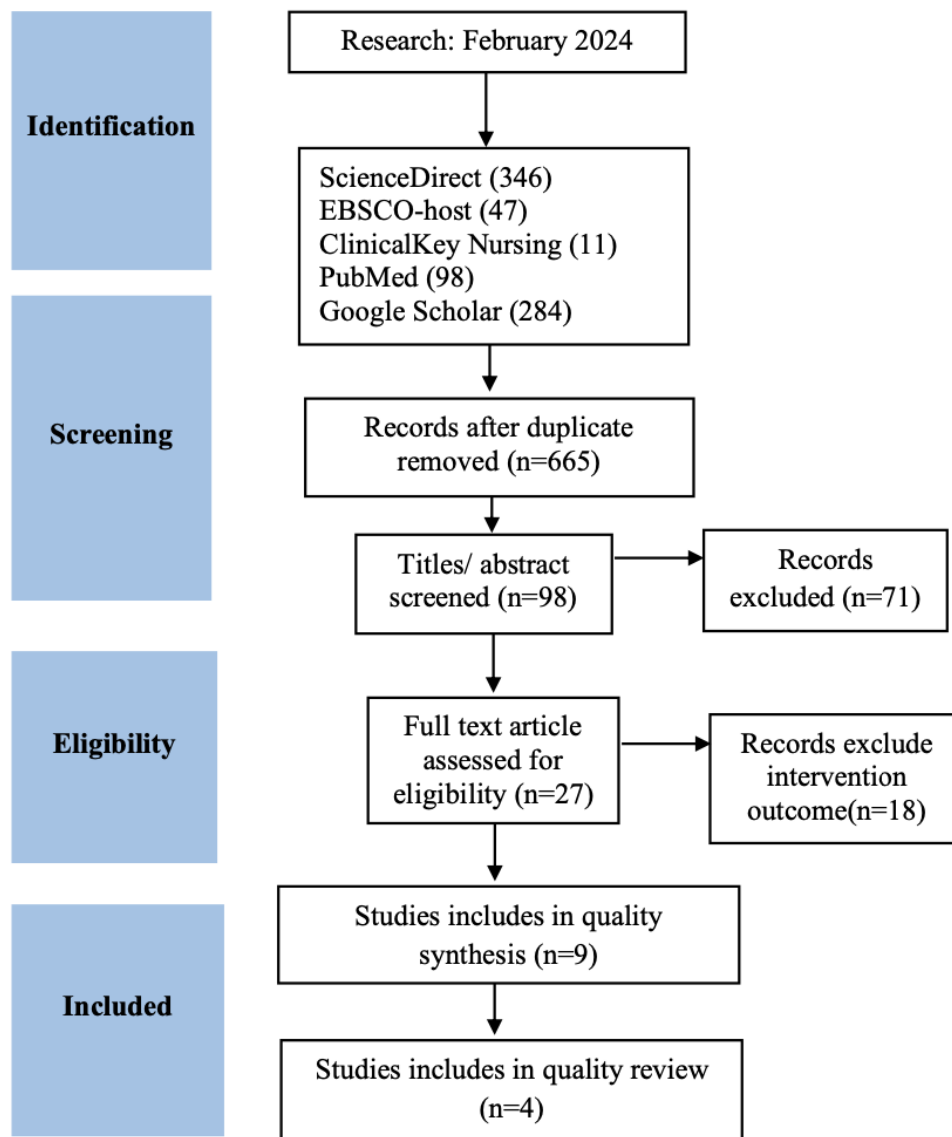 Research: February 2024
Identification
ScienceDirect (346)
EBSCO-host (47)
ClinicalKey Nursing (11)
PubMed (98)
Google Scholar (284)
Screening
Records after duplicate
removed (n=665)
Titles/ abstract
screened (n=98)
Records
excluded (n=71)
Eligibility
Full text article
assessed for
eligibility (n=27)
Records exclude
intervention
outcome(n=18)
Included
Studies includes in quality
synthesis (n=9)
Studies includes in quality review
(n=4)